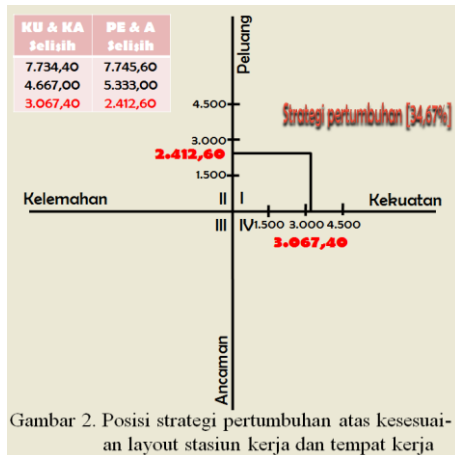 KU & KA PE & A
Selisih Selisih
7.734,40 7.745,60
4.667,00 5.333,00
3.067,40 2.412,60
Peluang
4.500
Strategi pertumbuhan [34,67%]
3.000
2.412,60
1.500
Kelemahan II I Kekuatan
III IV 1.500 3.000 4.500
3.067,40
Ancaman
Gambar 2. Posisi strategi pertumbuhan atas kesesuai-
an layout stasiun kerja dan tempat kerja